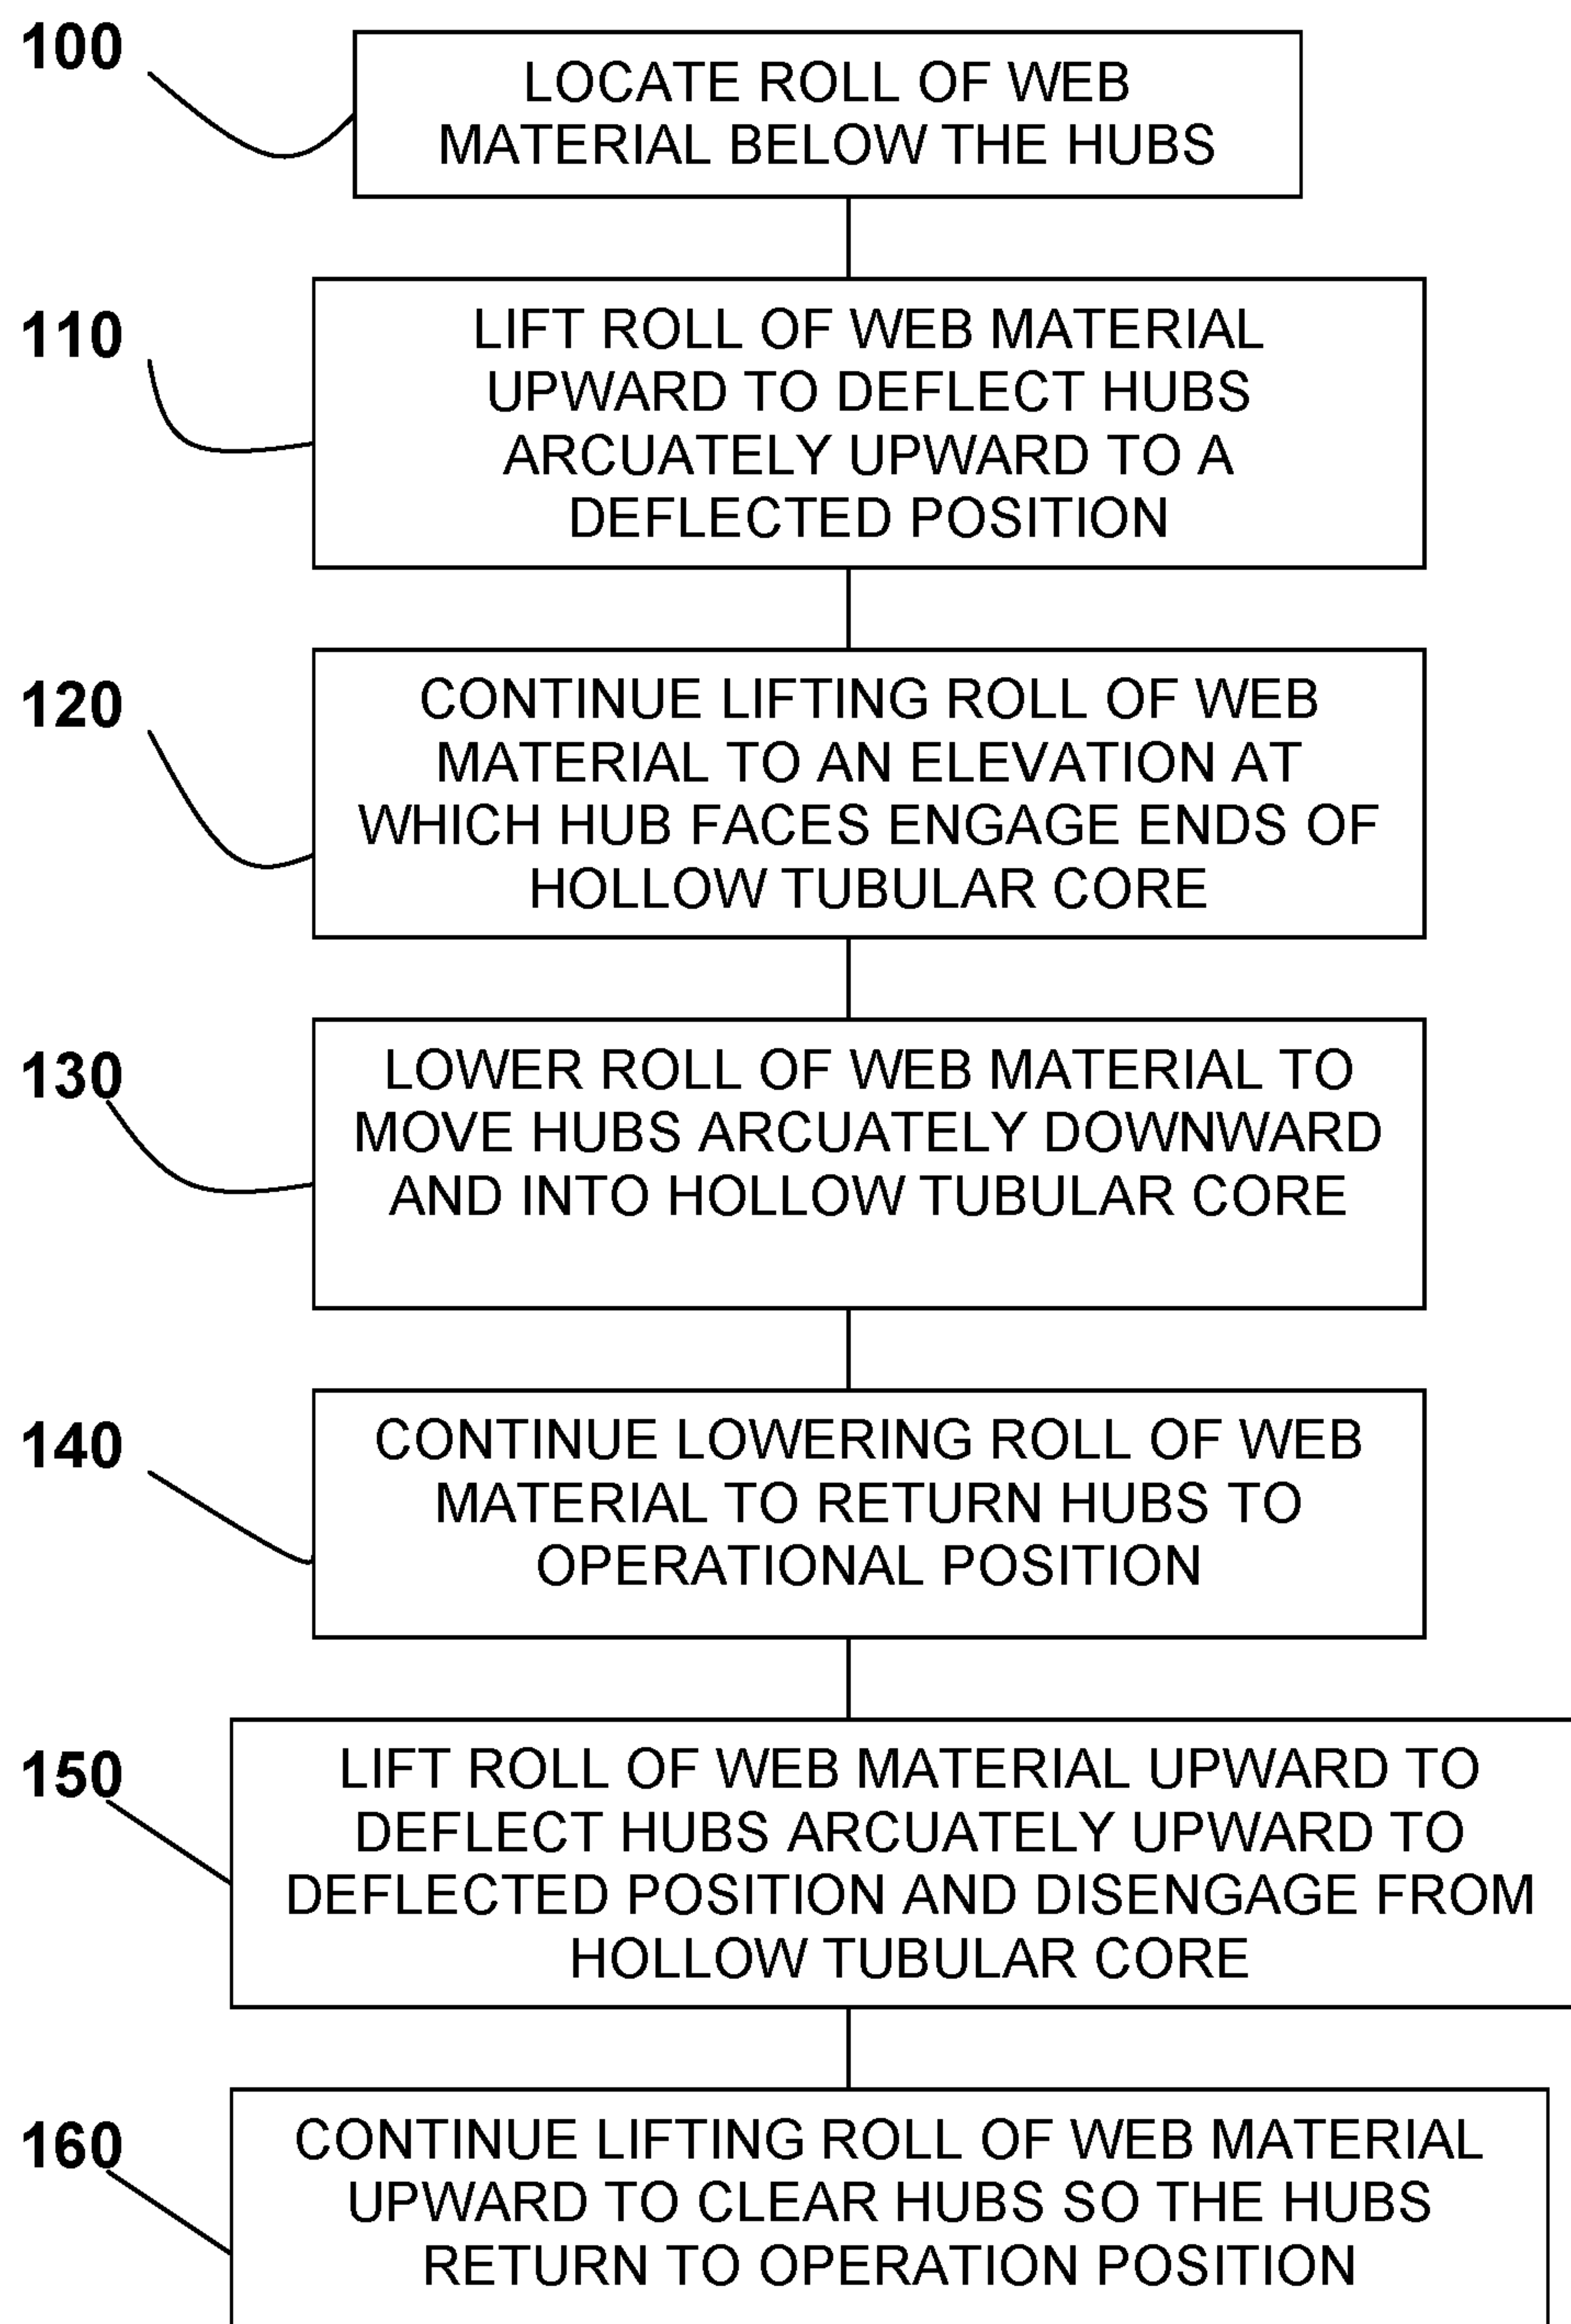 100
LOCATE ROLL OF WEB
MATERIAL BELOW THE HUBS
110
LIFT ROLL OF WEB MATERIAL
UPWARD TO DEFLECT HUBS
ARCUATELY UPWARD TO A
DEFLECTED POSITION
120
CONTINUE LIFTING ROLL OF WEB
MATERIAL TO AN ELEVATION AT
WHICH HUB FACES ENGAGE ENDS OF
HOLLOW TUBULAR CORE
130
LOWER ROLL OF WEB MATERIAL TO
MOVE HUBS ARCUATELY DOWNWARD
AND INTO HOLLOW TUBULAR CORE
140
CONTINUE LOWERING ROLL OF WEB
MATERIAL TO RETURN HUBS TO
OPERATIONAL POSITION
150
LIFT ROLL OF WEB MATERIAL UPWARD TO
DEFLECT HUBS ARCUATELY UPWARD TO
DEFLECTED POSITION AND DISENGAGE FROM
HOLLOW TUBULAR CORE
160
CONTINUE LIFTING ROLL OF WEB MATERIAL
UPWARD TO CLEAR HUBS SO THE HUBS
RETURN TO OPERATION POSITION